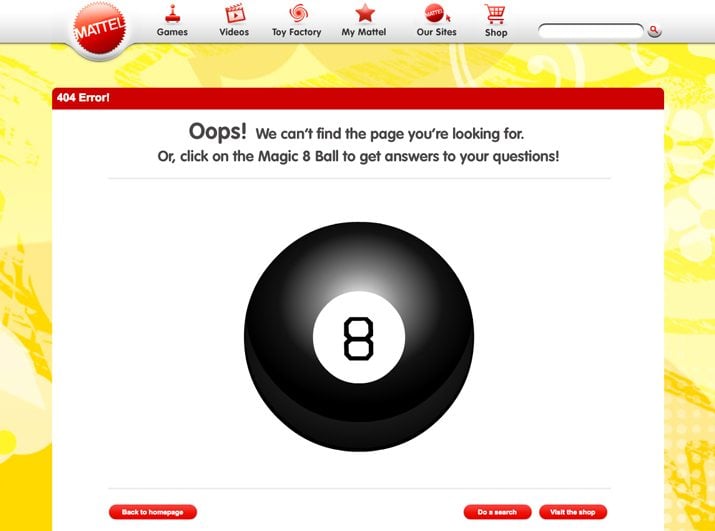 MATTEL
Games
Videos
Toy Factory
My Mattel
MATTEL
Our Sites
Shop
404 Error!
Oops! We can't find the page you're looking for.
Or, click on the Magic 8 Ball to get answers to your questions!
8
Back to homepage
Do a search
Visit the shop